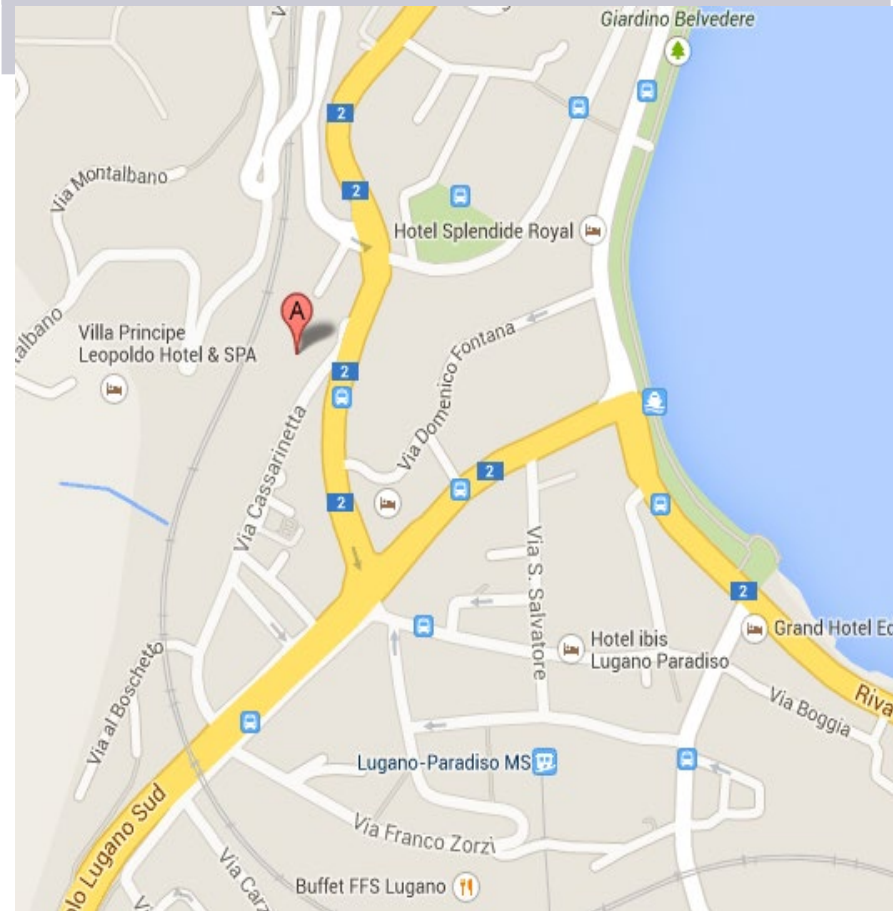 Giardino Belvedere
2
Via Montalbano
2
Hotel Splendide Royal
A
Villa Principe
Leopoldo Hotel & SPA
Via Domenico Fontana
2
Via Cassarinetta
2
2
Via S. Salvatore
2
Hotel ibis
Lugano Paradiso
Grand Hotel Ed
Via al Boschetto
Via Boggia
Riva
Lugano-Paradiso MS
olo Lugano Sud
Via Franco Zorzi
Via Carz
Buffet FFS Lugano